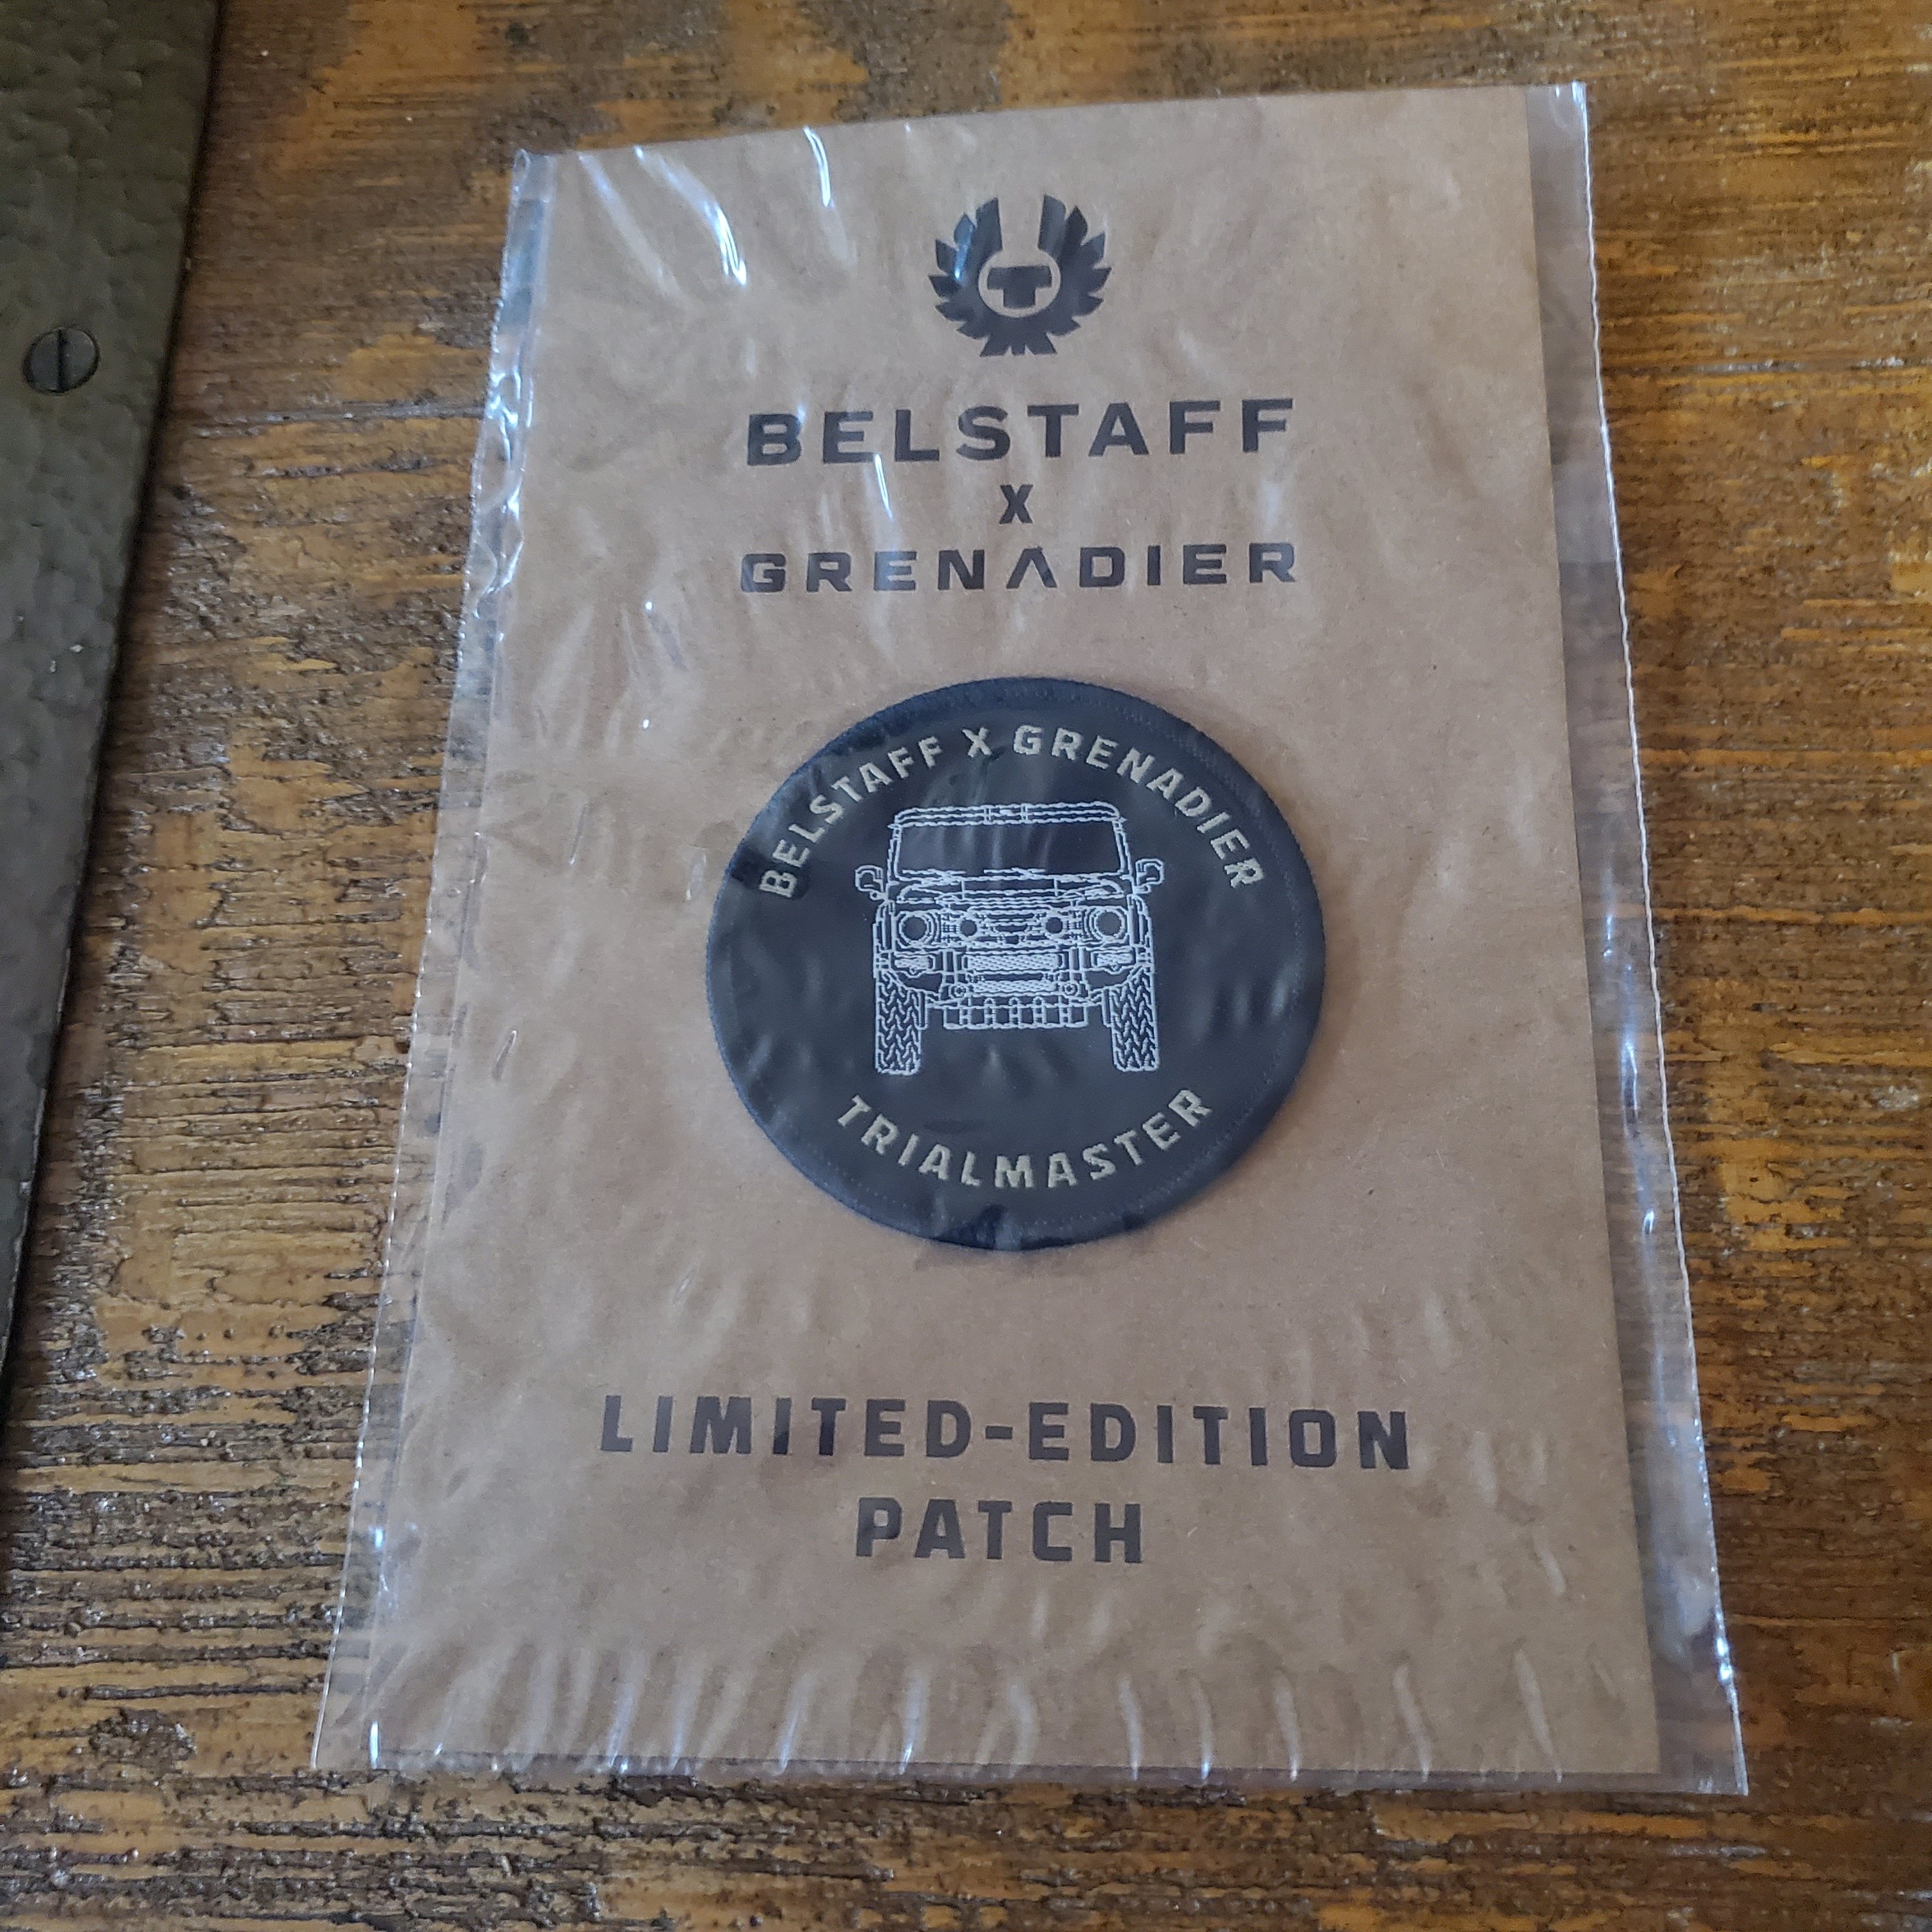 BELSTAFF
X
GRENADIER
BELSTAFF X GRENADIER
TRIALMASTER
LIMITED-EDITION
PATCH